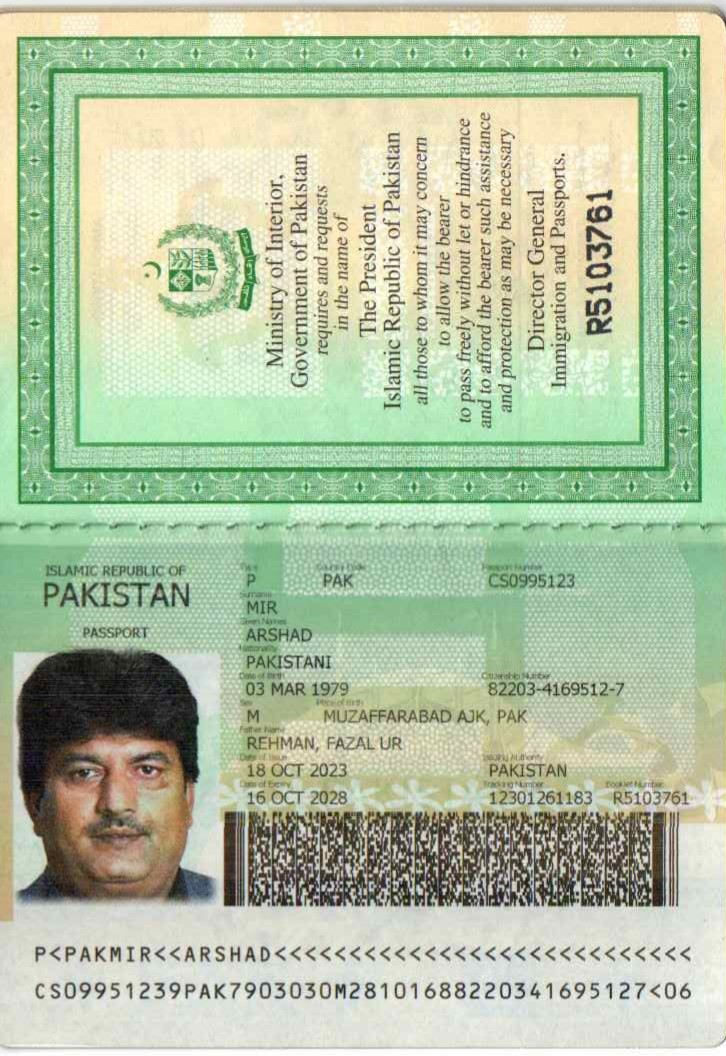 Ministry of Interior,
Government of Pakistan
requires and requests
in the name of
The President
Islamic Republic of Pakistan
all those to whom it may concern
to allow the bearer
to pass freely without let or hindrance
and to afford the bearer such assistance
and protection as may be necessary
Director General
Immigration and Passports.
R5103761
ISLAMIC REPUBLIC OF
PAKISTAN
PASSPORT
Type Country Code Passport Number
P PAK CS0995123
Surname
MIR
Given Names
ARSHAD
Nationality
PAKISTANI
Date of Birth Citizenship Number
03 MAR 1979 82203-4169512-7
Sex Place of Birth
M MUZAFFARABAD AJK, PAK
Father Name
REHMAN, FAZAL UR
Date of Issue Issuing Authority
18 OCT 2023 PAKISTAN
Date of Expiry Tracking Number Booklet Number
16 OCT 2028 12301261183 R5103761
P<PAKMIR<<ARSHAD<<<<<<<<<<<<<<<<<<<<<<<<<<<<
CS09951239PAK7903030M28101688220341695127<06